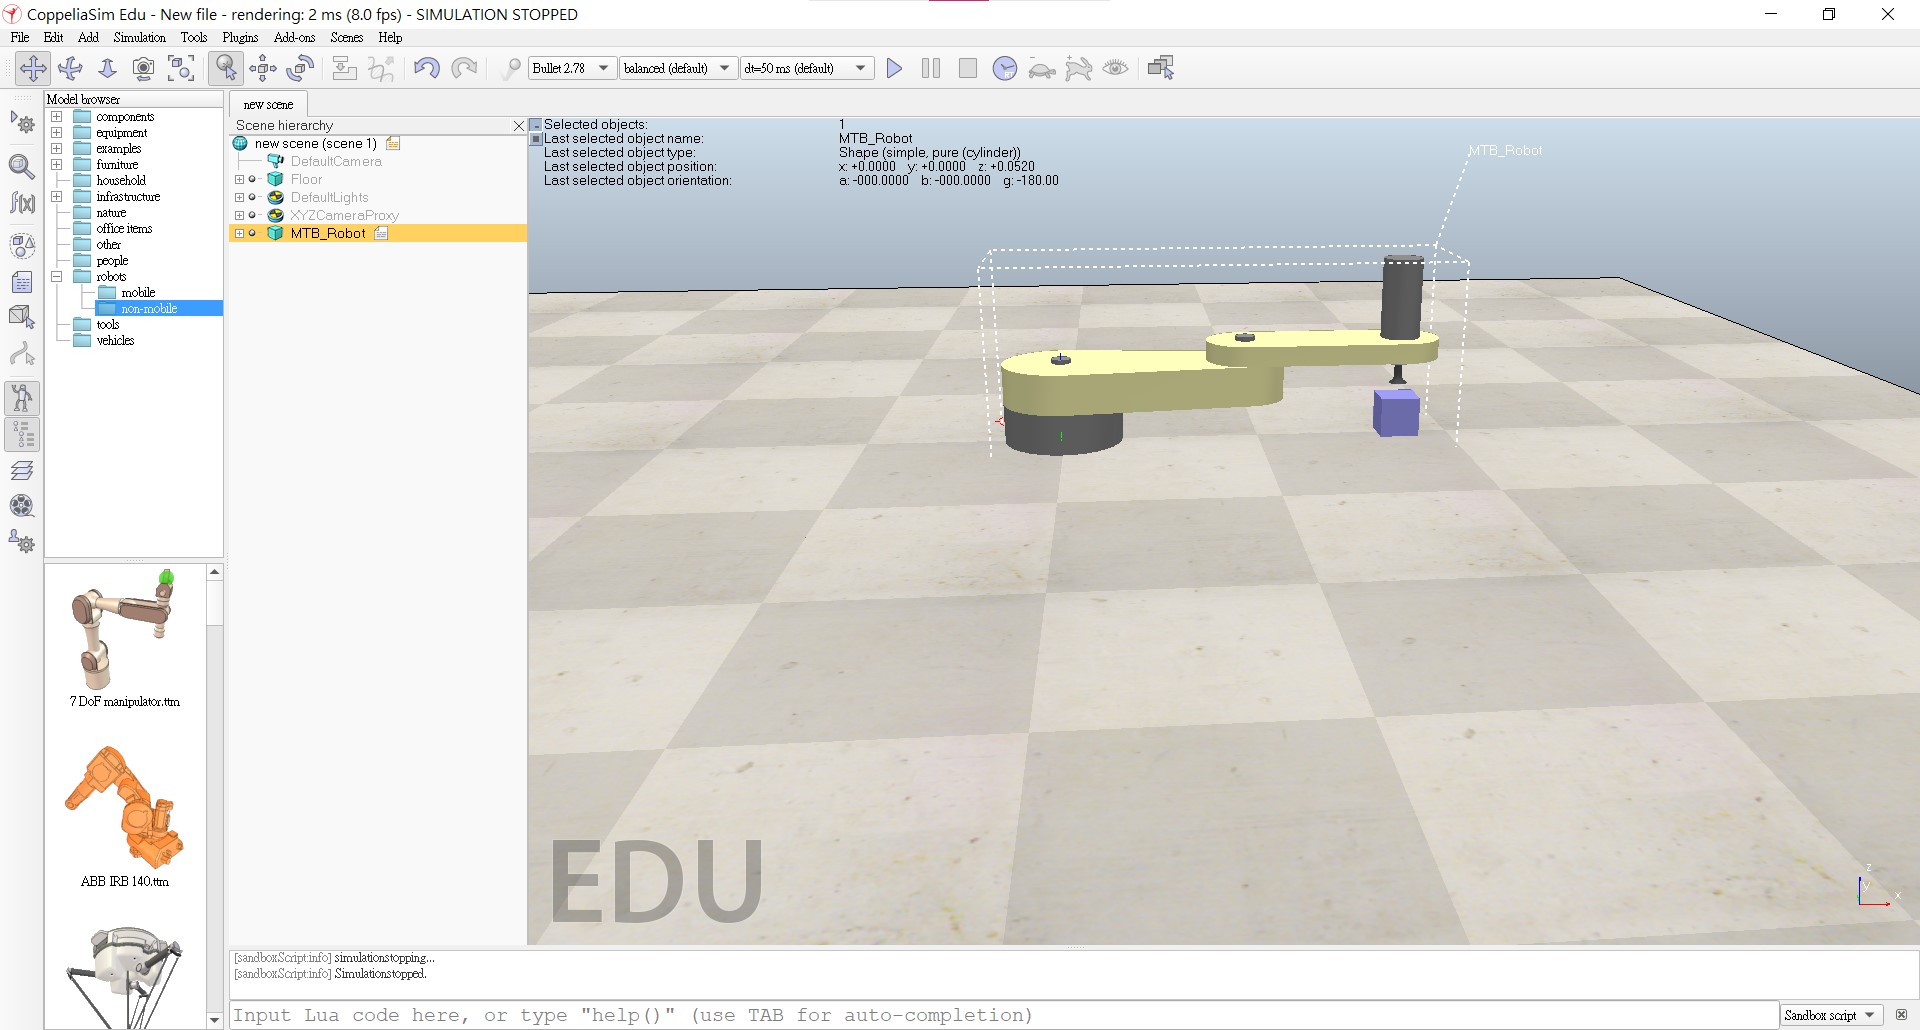 CoppeliaSim Edu - New file - rendering: 2 ms (8.0 fps) - SIMULATION STOPPED
File Edit Add Simulation Tools Plugins Add-ons Scenes Help
Bullet 2.78 balanced (default) dt=50 ms (default)
Model browser
components
equipment
examples
furniture
household
infrastructure
nature
office items
other
people
robots
mobile
non-mobile
tools
vehicles
7 DoF manipulator.ttm
ABB IRB 140.ttm
new scene
Scene hierarchy
new scene (scene 1)
DefaultCamera
Floor
DefaultLights
XYZCameraProxy
MTB_Robot
Selected objects: 1
Last selected object name: MTB_Robot
Last selected object type: Shape (simple, pure (cylinder))
Last selected object position: x: +0.0000 y: +0.0000 z: +0.0520
Last selected object orientation: a: -000.0000 b: -000.0000 g: -180.00
MTB_Robot
EDU
z
y
x
[sandboxScript:info] simulationstopping...
[sandboxScript:info] Simulationstopped.
Input Lua code here, or type "help()" (use TAB for auto-completion)
Sandbox script